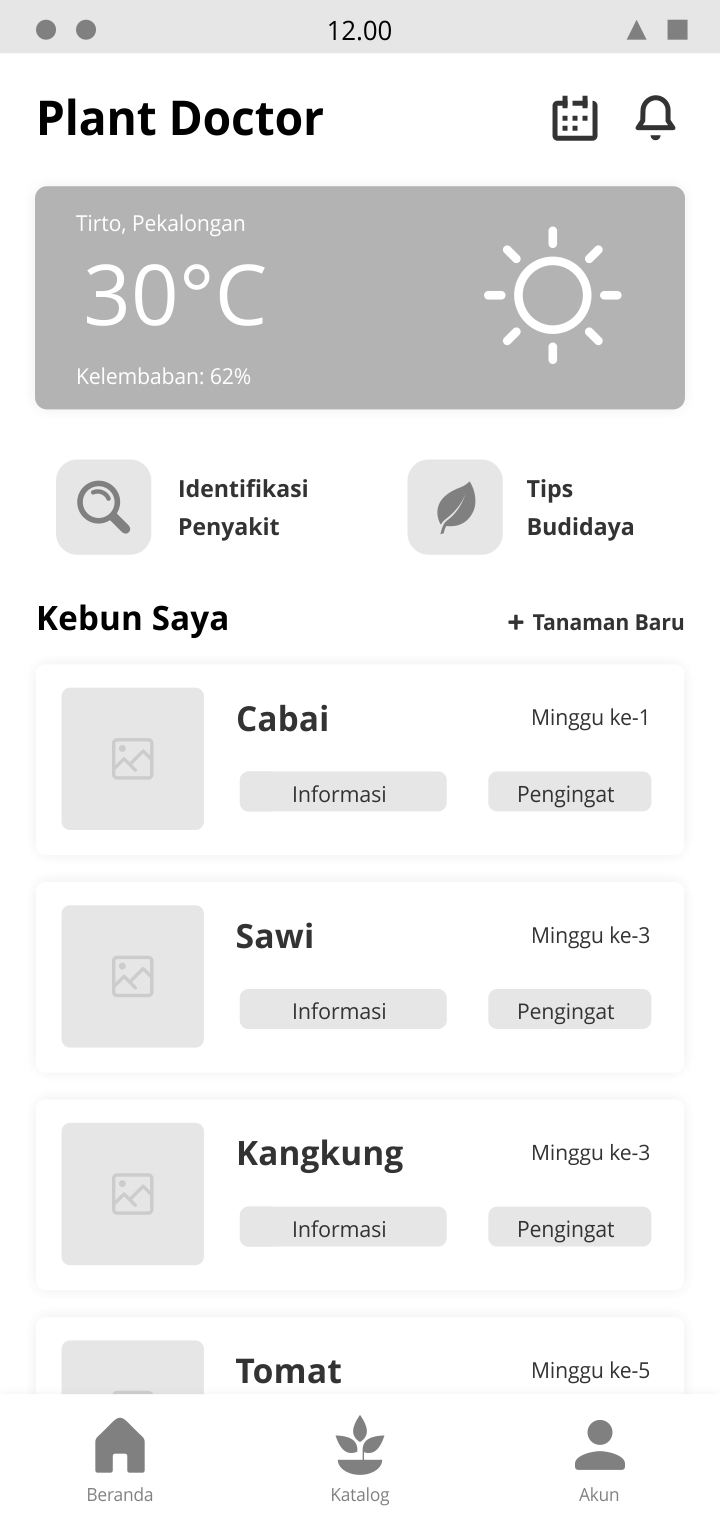 12.00
Plant Doctor
Tirto, Pekalongan
30°C
Kelembaban: 62%
Identifikasi
Penyakit
Tips
Budidaya
Kebun Saya
+ Tanaman Baru
Cabai
Minggu ke-1
Informasi
Pengingat
Sawi
Minggu ke-3
Informasi
Pengingat
Kangkung
Minggu ke-3
Informasi
Pengingat
Tomat
Minggu ke-5
Beranda
Katalog
Akun